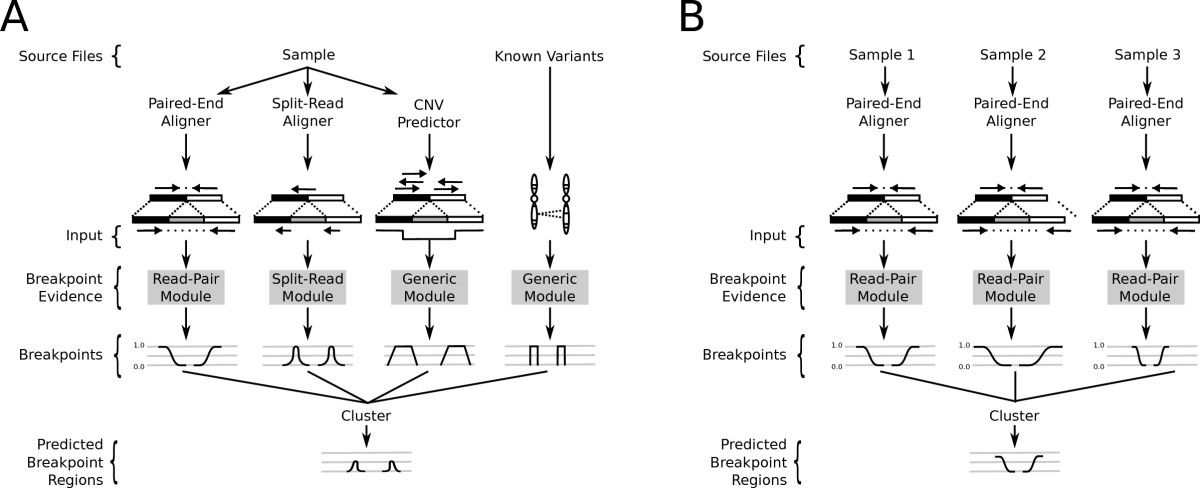 A
Source Files
Sample
Known Variants
Paired-End
Aligner
Split-Read
Aligner
CNV
Predictor
Input
Breakpoint
Evidence
Read-Pair
Module
Split-Read
Module
Generic
Module
Generic
Module
Breakpoints
1.0
0.0
Cluster
Predicted
Breakpoint
Regions
B
Source Files
Sample 1
Sample 2
Sample 3
Paired-End
Aligner
Paired-End
Aligner
Paired-End
Aligner
Input
Breakpoint
Evidence
Read-Pair
Module
Read-Pair
Module
Read-Pair
Module
Breakpoints
1.0
0.0
1.0
0.0
1.0
0.0
Cluster
Predicted
Breakpoint
Regions